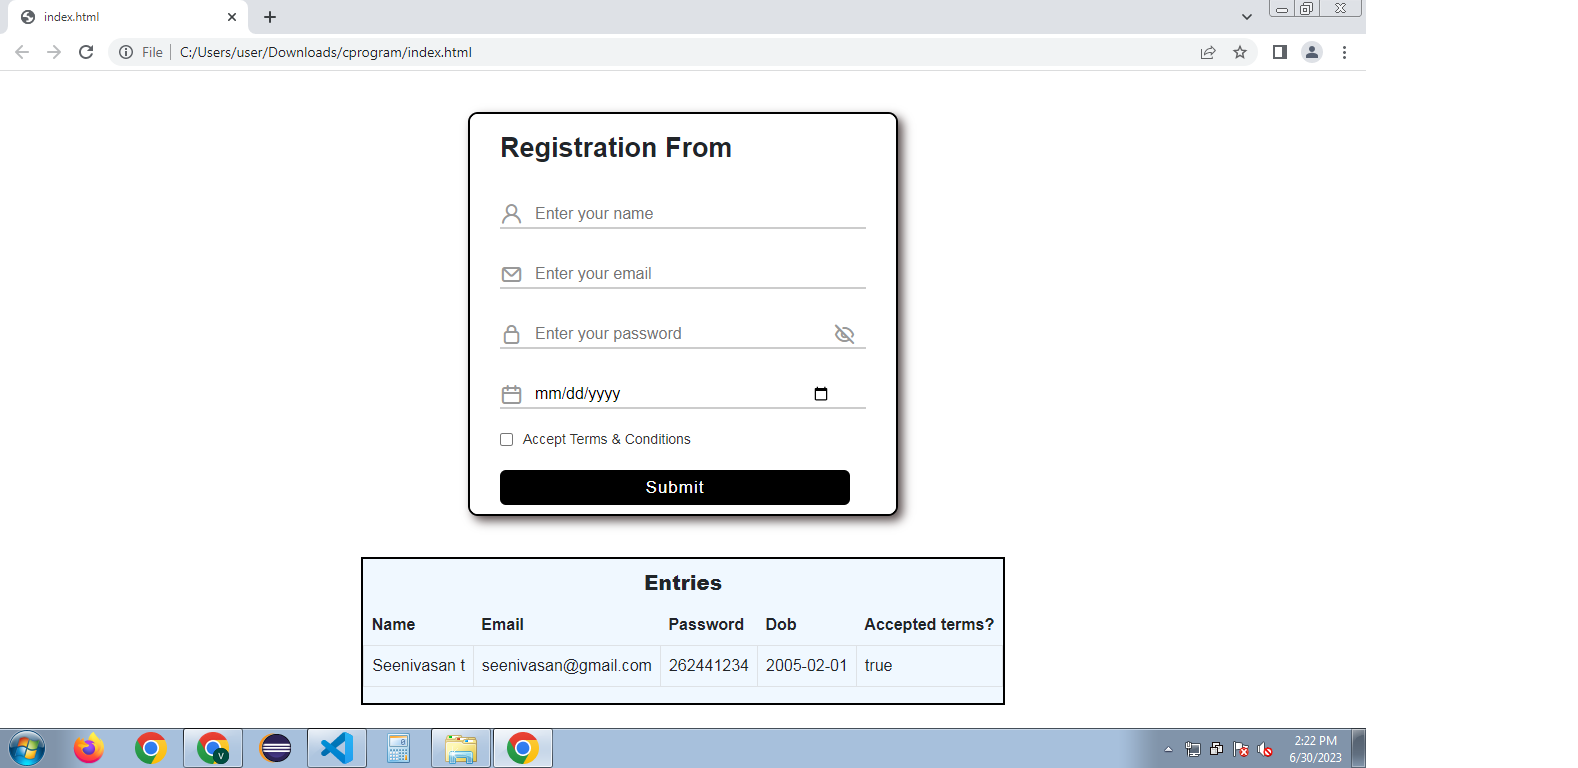 index.html
File
C:/Users/user/Downloads/cprogram/index.html
Registration From
Enter your name
Enter your email
Enter your password
mm/dd/yyyy
Accept Terms & Conditions
Submit
Entries
Name Email Password Dob Accepted terms?
Seenivasan t seenivasan@gmail.com 262441234 2005-02-01 true
V
2:22 PM
6/30/2023